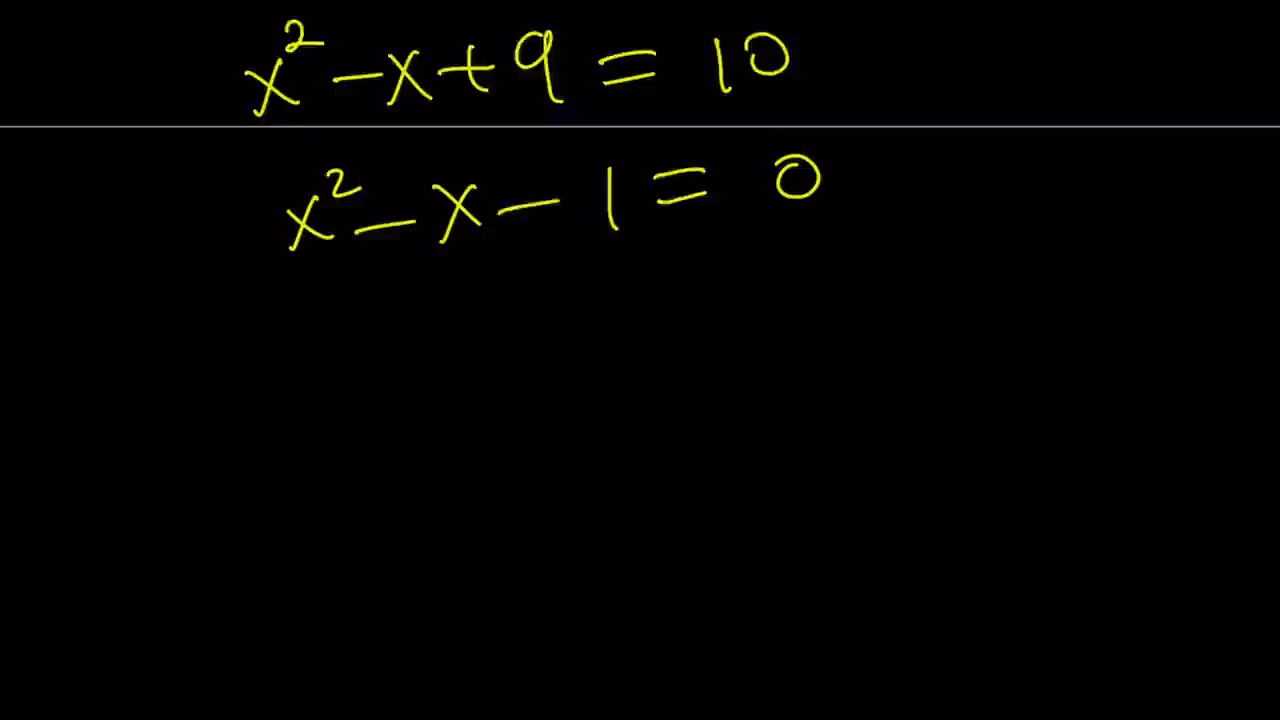 x² - x + 9 = 10
x² - x - 1 = 0